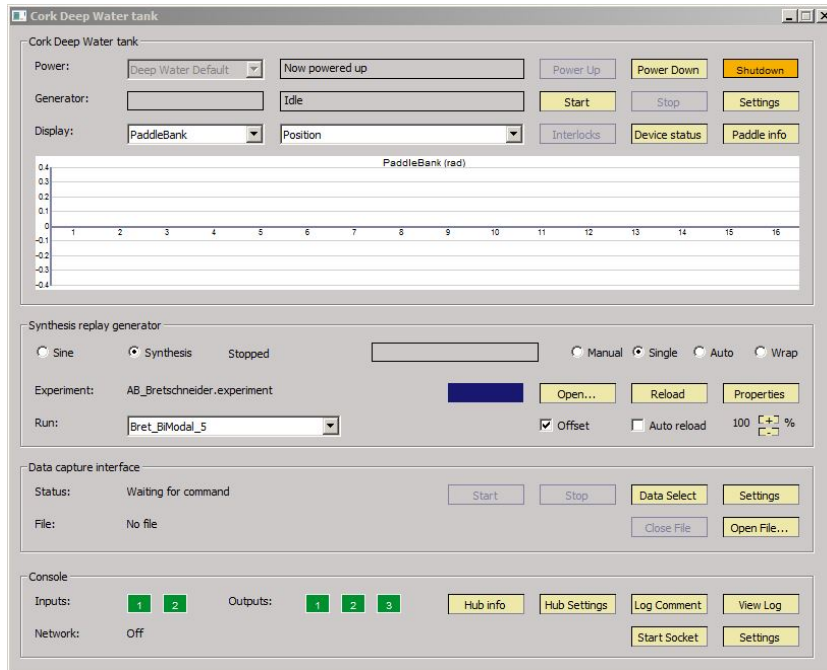 Cork Deep Water tank
Cork Deep Water tank
Power: Deep Water Default Now powered up Power Up Power Down Shutdown
Generator: Idle Start Stop Settings
Display: PaddleBank Position Interlocks Device status Paddle info
PaddleBank (rad)
0.4
0.3
0.2
0.1
0
1 2 3 4 5 6 7 8 9 10 11 12 13 14 15 16
-0.1
-0.2
-0.3
-0.4
Synthesis replay generator
Sine Synthesis Stopped Manual Single Auto Wrap
Experiment: AB_Bretschneider.experiment Open... Reload Properties
Run: Bret_BiModal_5 Offset Auto reload 100 + - %
Data capture interface
Status: Waiting for command Start Stop Data Select Settings
File: No file Close File Open File...
Console
Inputs: 1 2 Outputs: 1 2 3 Hub info Hub Settings Log Comment View Log
Network: Off Start Socket Settings